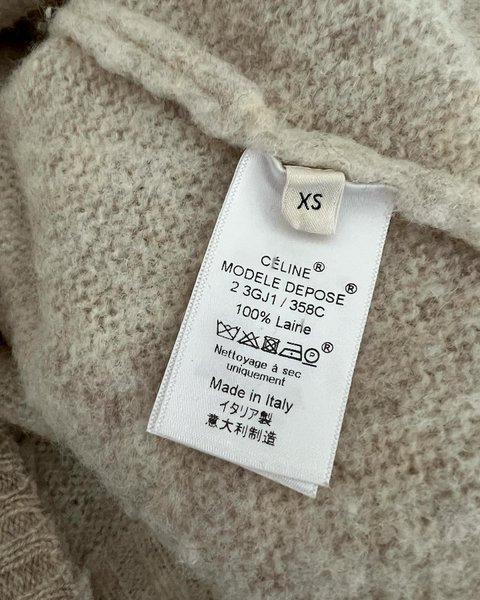 XS
CÉLINE®
MODELE DEPOSE®
2 3GJ1 / 358C
100% Laine
®
Nettoyage à sec
uniquement
Made in Italy
イタリア製
意大利制造